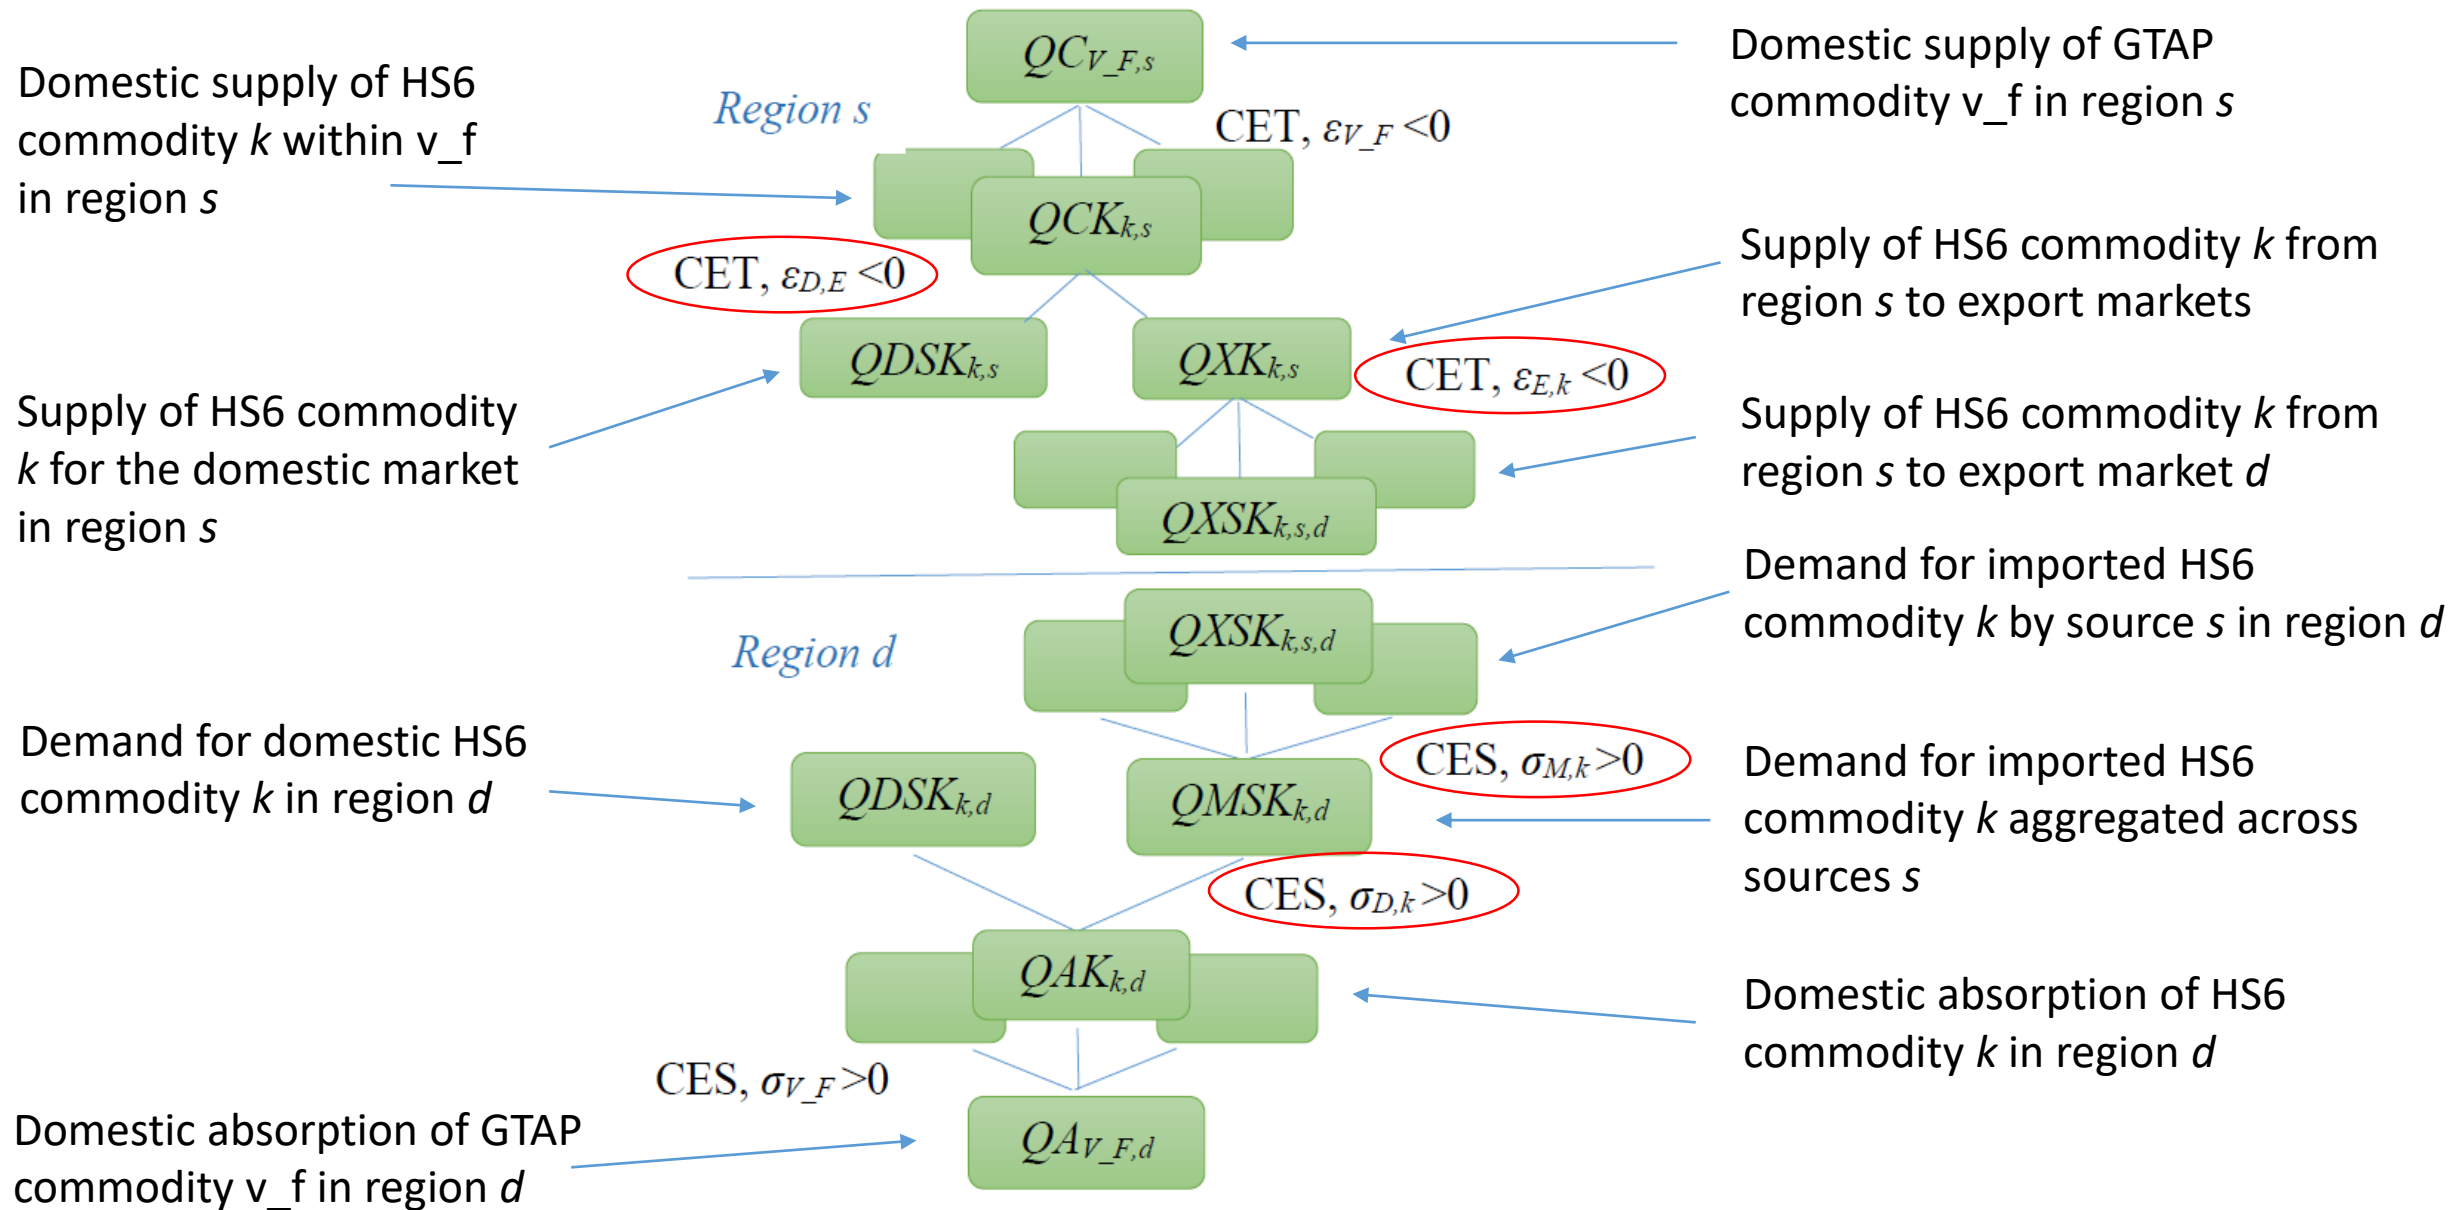 QC_{V_F,s}
Domestic supply of GTAP
commodity v_f in region s
Domestic supply of HS6
commodity k within v_f
in region s
Region s
CET, ε_{V_F} <0
QCK_{k,s}
CET, ε_{D,E} <0
Supply of HS6 commodity k from
region s to export markets
QDSK_{k,s}
QXK_{k,s}
CET, ε_{E,k} <0
Supply of HS6 commodity
k for the domestic market
in region s
Supply of HS6 commodity k from
region s to export market d
QXSK_{k,s,d}
Demand for imported HS6
commodity k by source s in region d
Region d
QXSK_{k,s,d}
Demand for domestic HS6
commodity k in region d
QDSK_{k,d}
QMSK_{k,d}
CES, σ_{M,k} >0
Demand for imported HS6
commodity k aggregated across
sources s
CES, σ_{D,k} >0
QAK_{k,d}
Domestic absorption of HS6
commodity k in region d
CES, σ_{V_F} >0
Domestic absorption of GTAP
commodity v_f in region d
QA_{V_F,d}